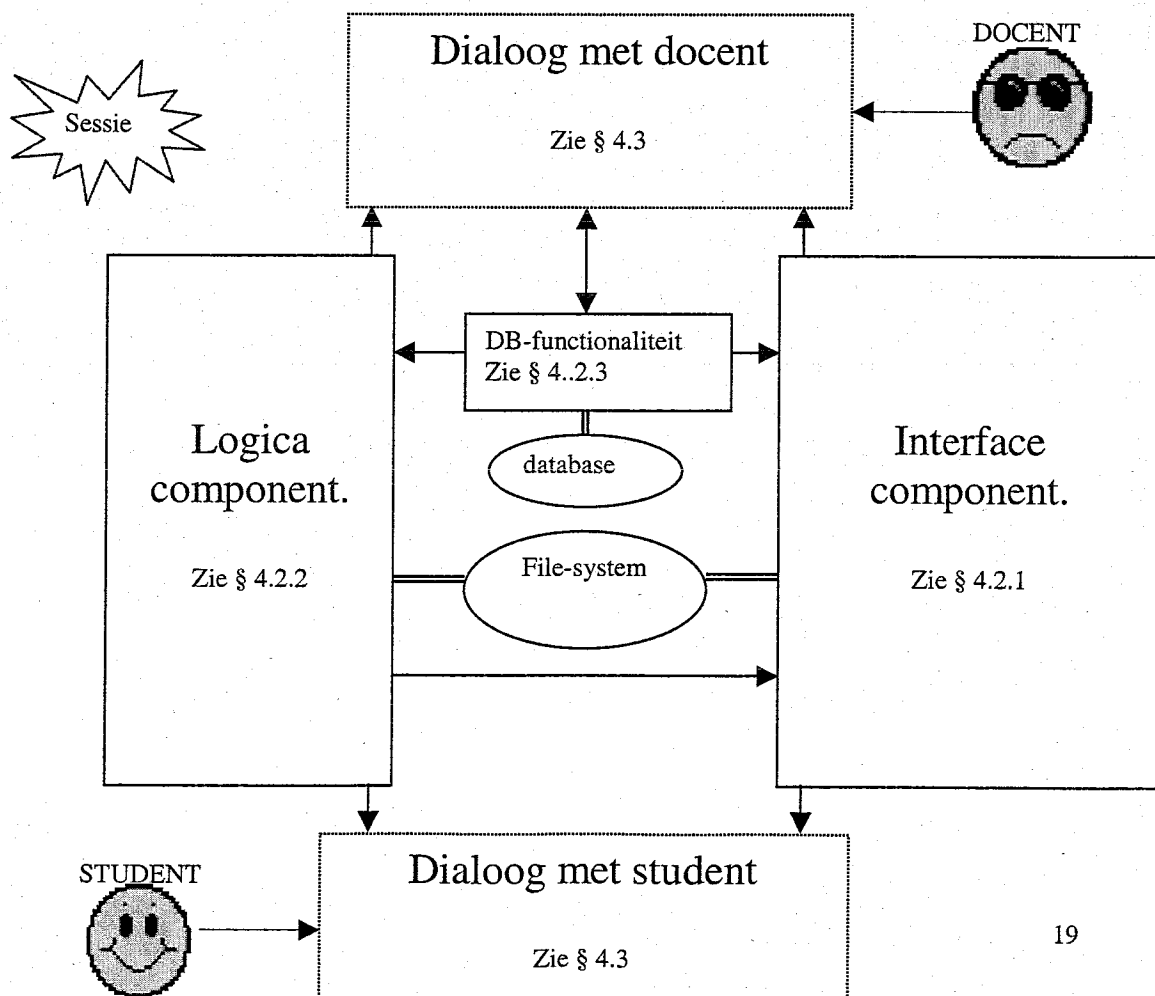 DOCENT
Dialoog met docent
Zie § 4.3
Sessie
DB-functionaliteit
Zie § 4..2.3
Logica
component.
Zie § 4.2.2
database
File-system
Interface
component.
Zie § 4.2.1
STUDENT
Dialoog met student
Zie § 4.3
19